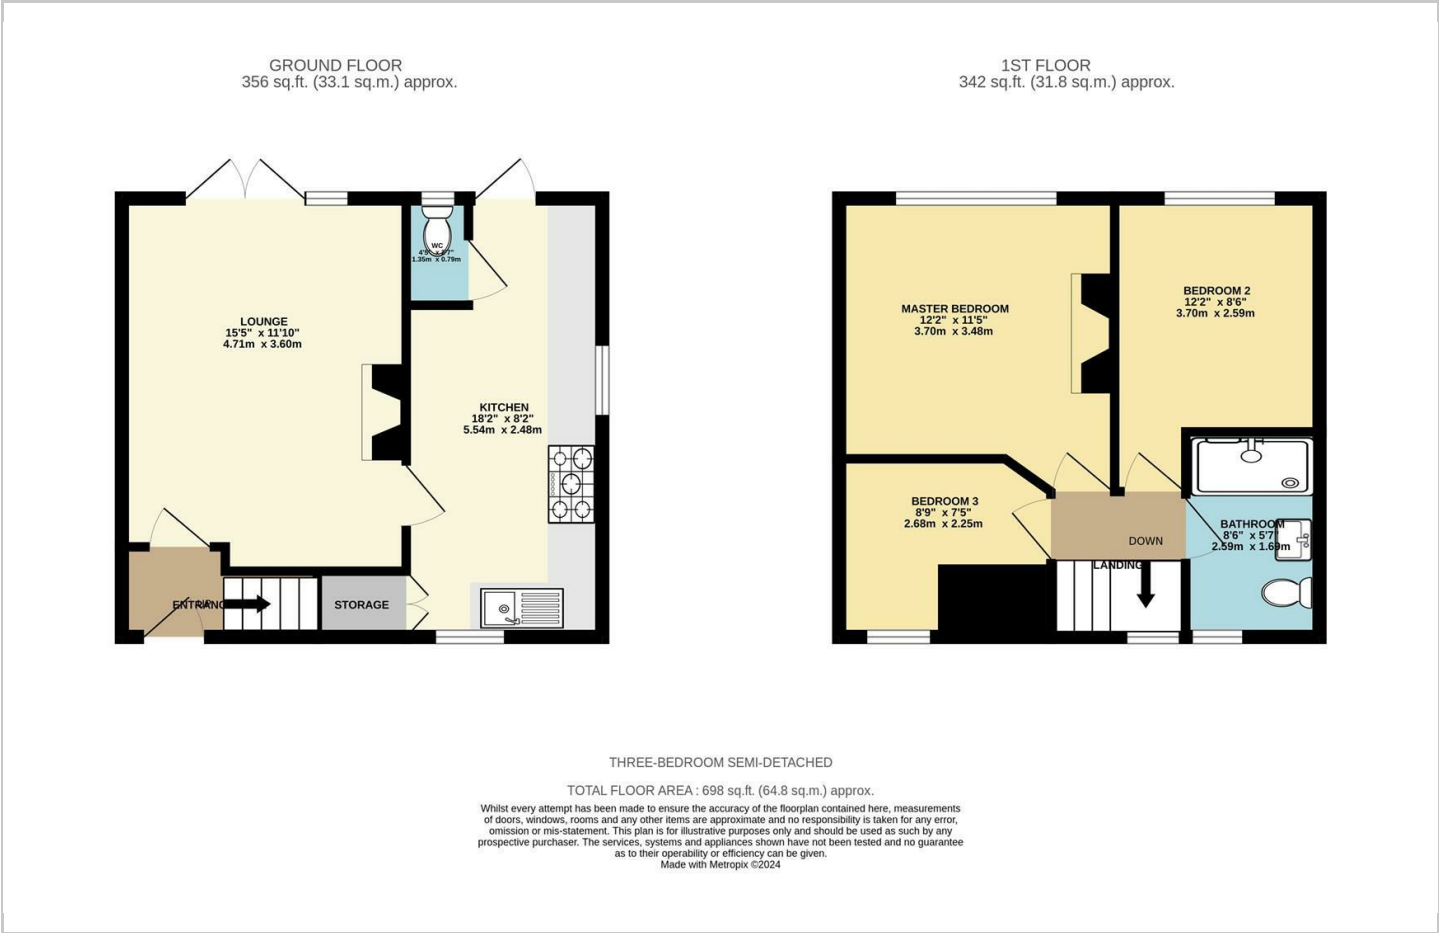 GROUND FLOOR
356 sq.ft. (33.1 sq.m.) approx.
1ST FLOOR
342 sq.ft. (31.8 sq.m.) approx.
WC
1.35m x 0.79m
LOUNGE
15'5" x 11'10"
4.71m x 3.60m
KITCHEN
18'2" x 8'2"
5.54m x 2.48m
STORAGE
MASTER BEDROOM
12'2" x 11'5"
3.70m x 3.48m
BEDROOM 2
12'2" x 8'6"
3.70m x 2.59m
BEDROOM 3
8'9" x 7'5"
2.68m x 2.25m
BATHROOM
8'6" x 5'7"
2.59m x 1.69m
DOWN
LANDING
THREE-BEDROOM SEMI-DETACHED
TOTAL FLOOR AREA : 698 sq.ft. (64.8 sq.m.) approx.
Whilst every attempt has been made to ensure the accuracy of the floorplan contained here, measurements
of doors, windows, rooms and any other items are approximate and no responsibility is taken for any error,
omission or mis-statement. This plan is for illustrative purposes only and should be used as such by any
prospective purchaser. The services, systems and appliances shown have not been tested and no guarantee
as to their operability or efficiency can be given.
Made with Metropix ©2024